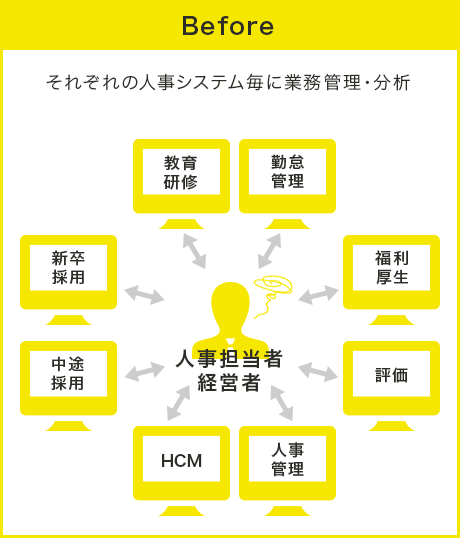 Before
それぞれの人事システム毎に業務管理・分析
教育
研修
勤怠
管理
新卒
採用
福利
厚生
人事担当者
経営者
中途
採用
評価
HCM
人事
管理